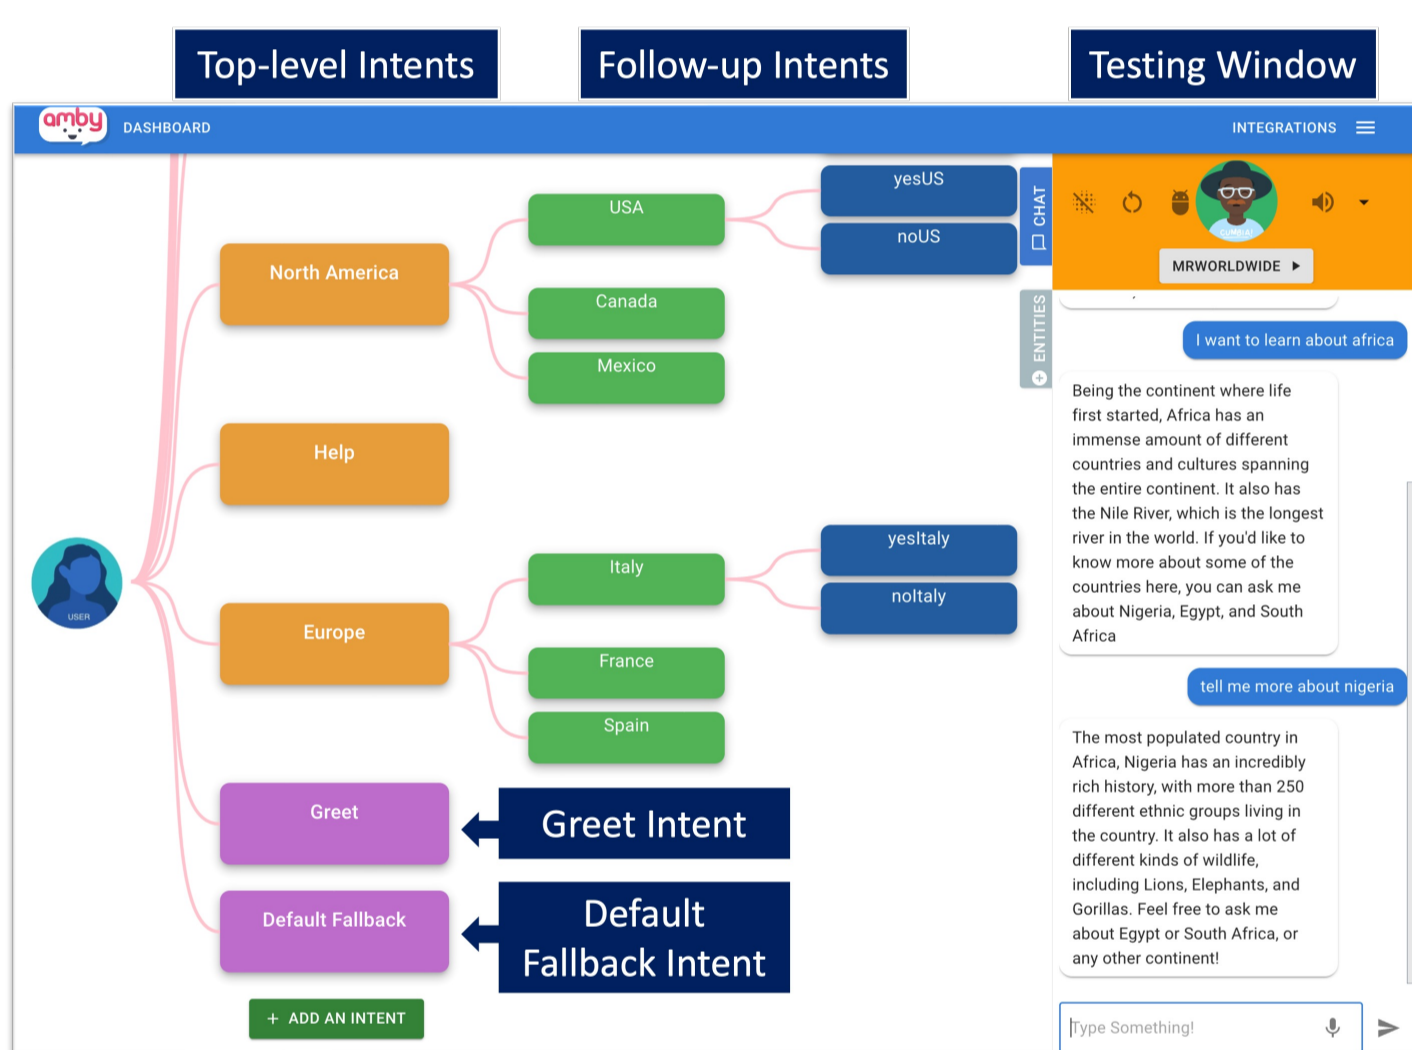 Top-level Intents
Follow-up Intents
Testing Window
amby
DASHBOARD
INTEGRATIONS
North America
Help
Europe
Greet
Default Fallback
+ ADD AN INTENT
USER
USA
Canada
Mexico
Italy
France
Spain
yesUS
noUS
yesItaly
noItaly
Greet Intent
Default
Fallback Intent
CHAT
ENTITIES
CUMBIA!
MRWORLDWIDE
I want to learn about africa
Being the continent where life
first started, Africa has an
immense amount of different
countries and cultures spanning
the entire continent. It also has
the Nile River, which is the longest
river in the world. If you'd like to
know more about some of the
countries here, you can ask me
about Nigeria, Egypt, and South
Africa
tell me more about nigeria
The most populated country in
Africa, Nigeria has an incredibly
rich history, with more than 250
different ethnic groups living in
the country. It also has a lot of
different kinds of wildlife,
including Lions, Elephants, and
Gorillas. Feel free to ask me
about Egypt or South Africa, or
any other continent!
Type Something!